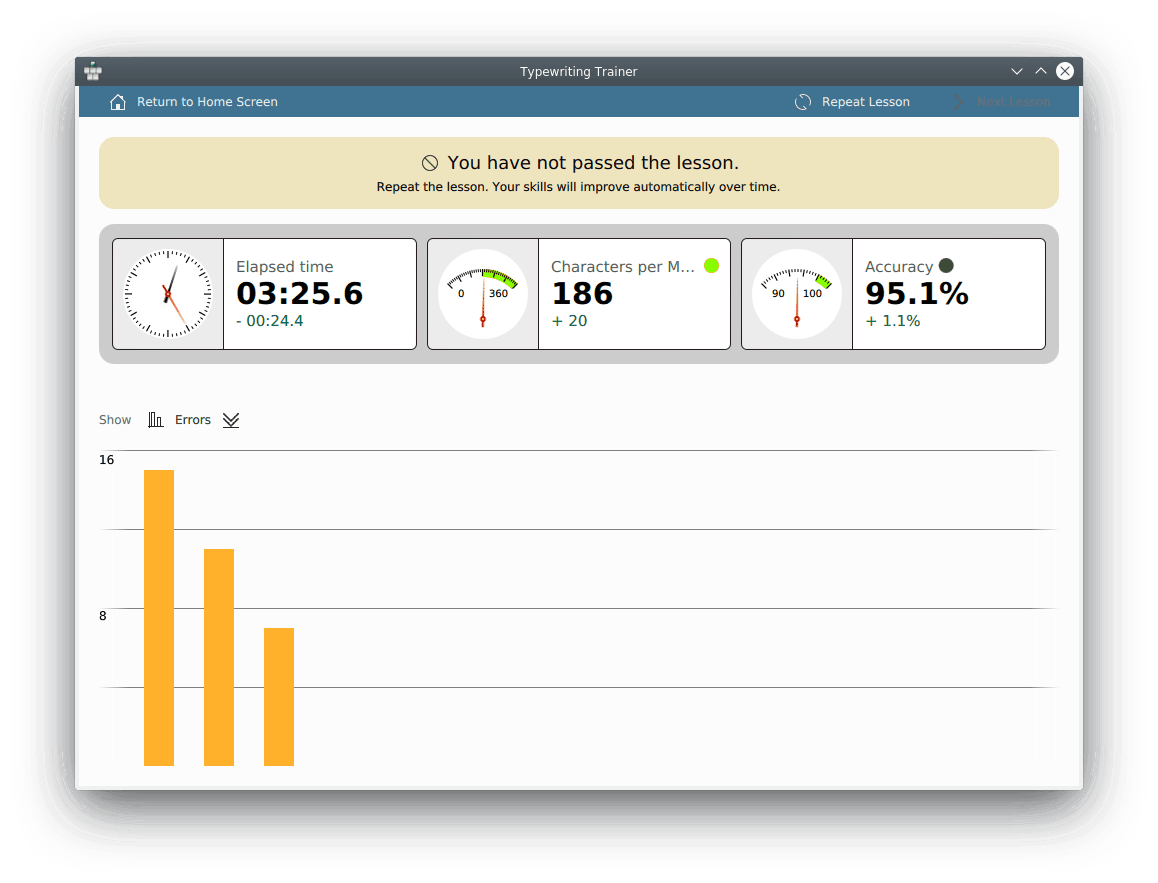 Typewriting Trainer
Return to Home Screen
Repeat Lesson
Next Lesson
You have not passed the lesson.
Repeat the lesson. Your skills will improve automatically over time.
Elapsed time
03:25.6
- 00:24.4
0 360
Characters per M...
186
+ 20
90 100
Accuracy
95.1%
+ 1.1%
Show Errors
16
8